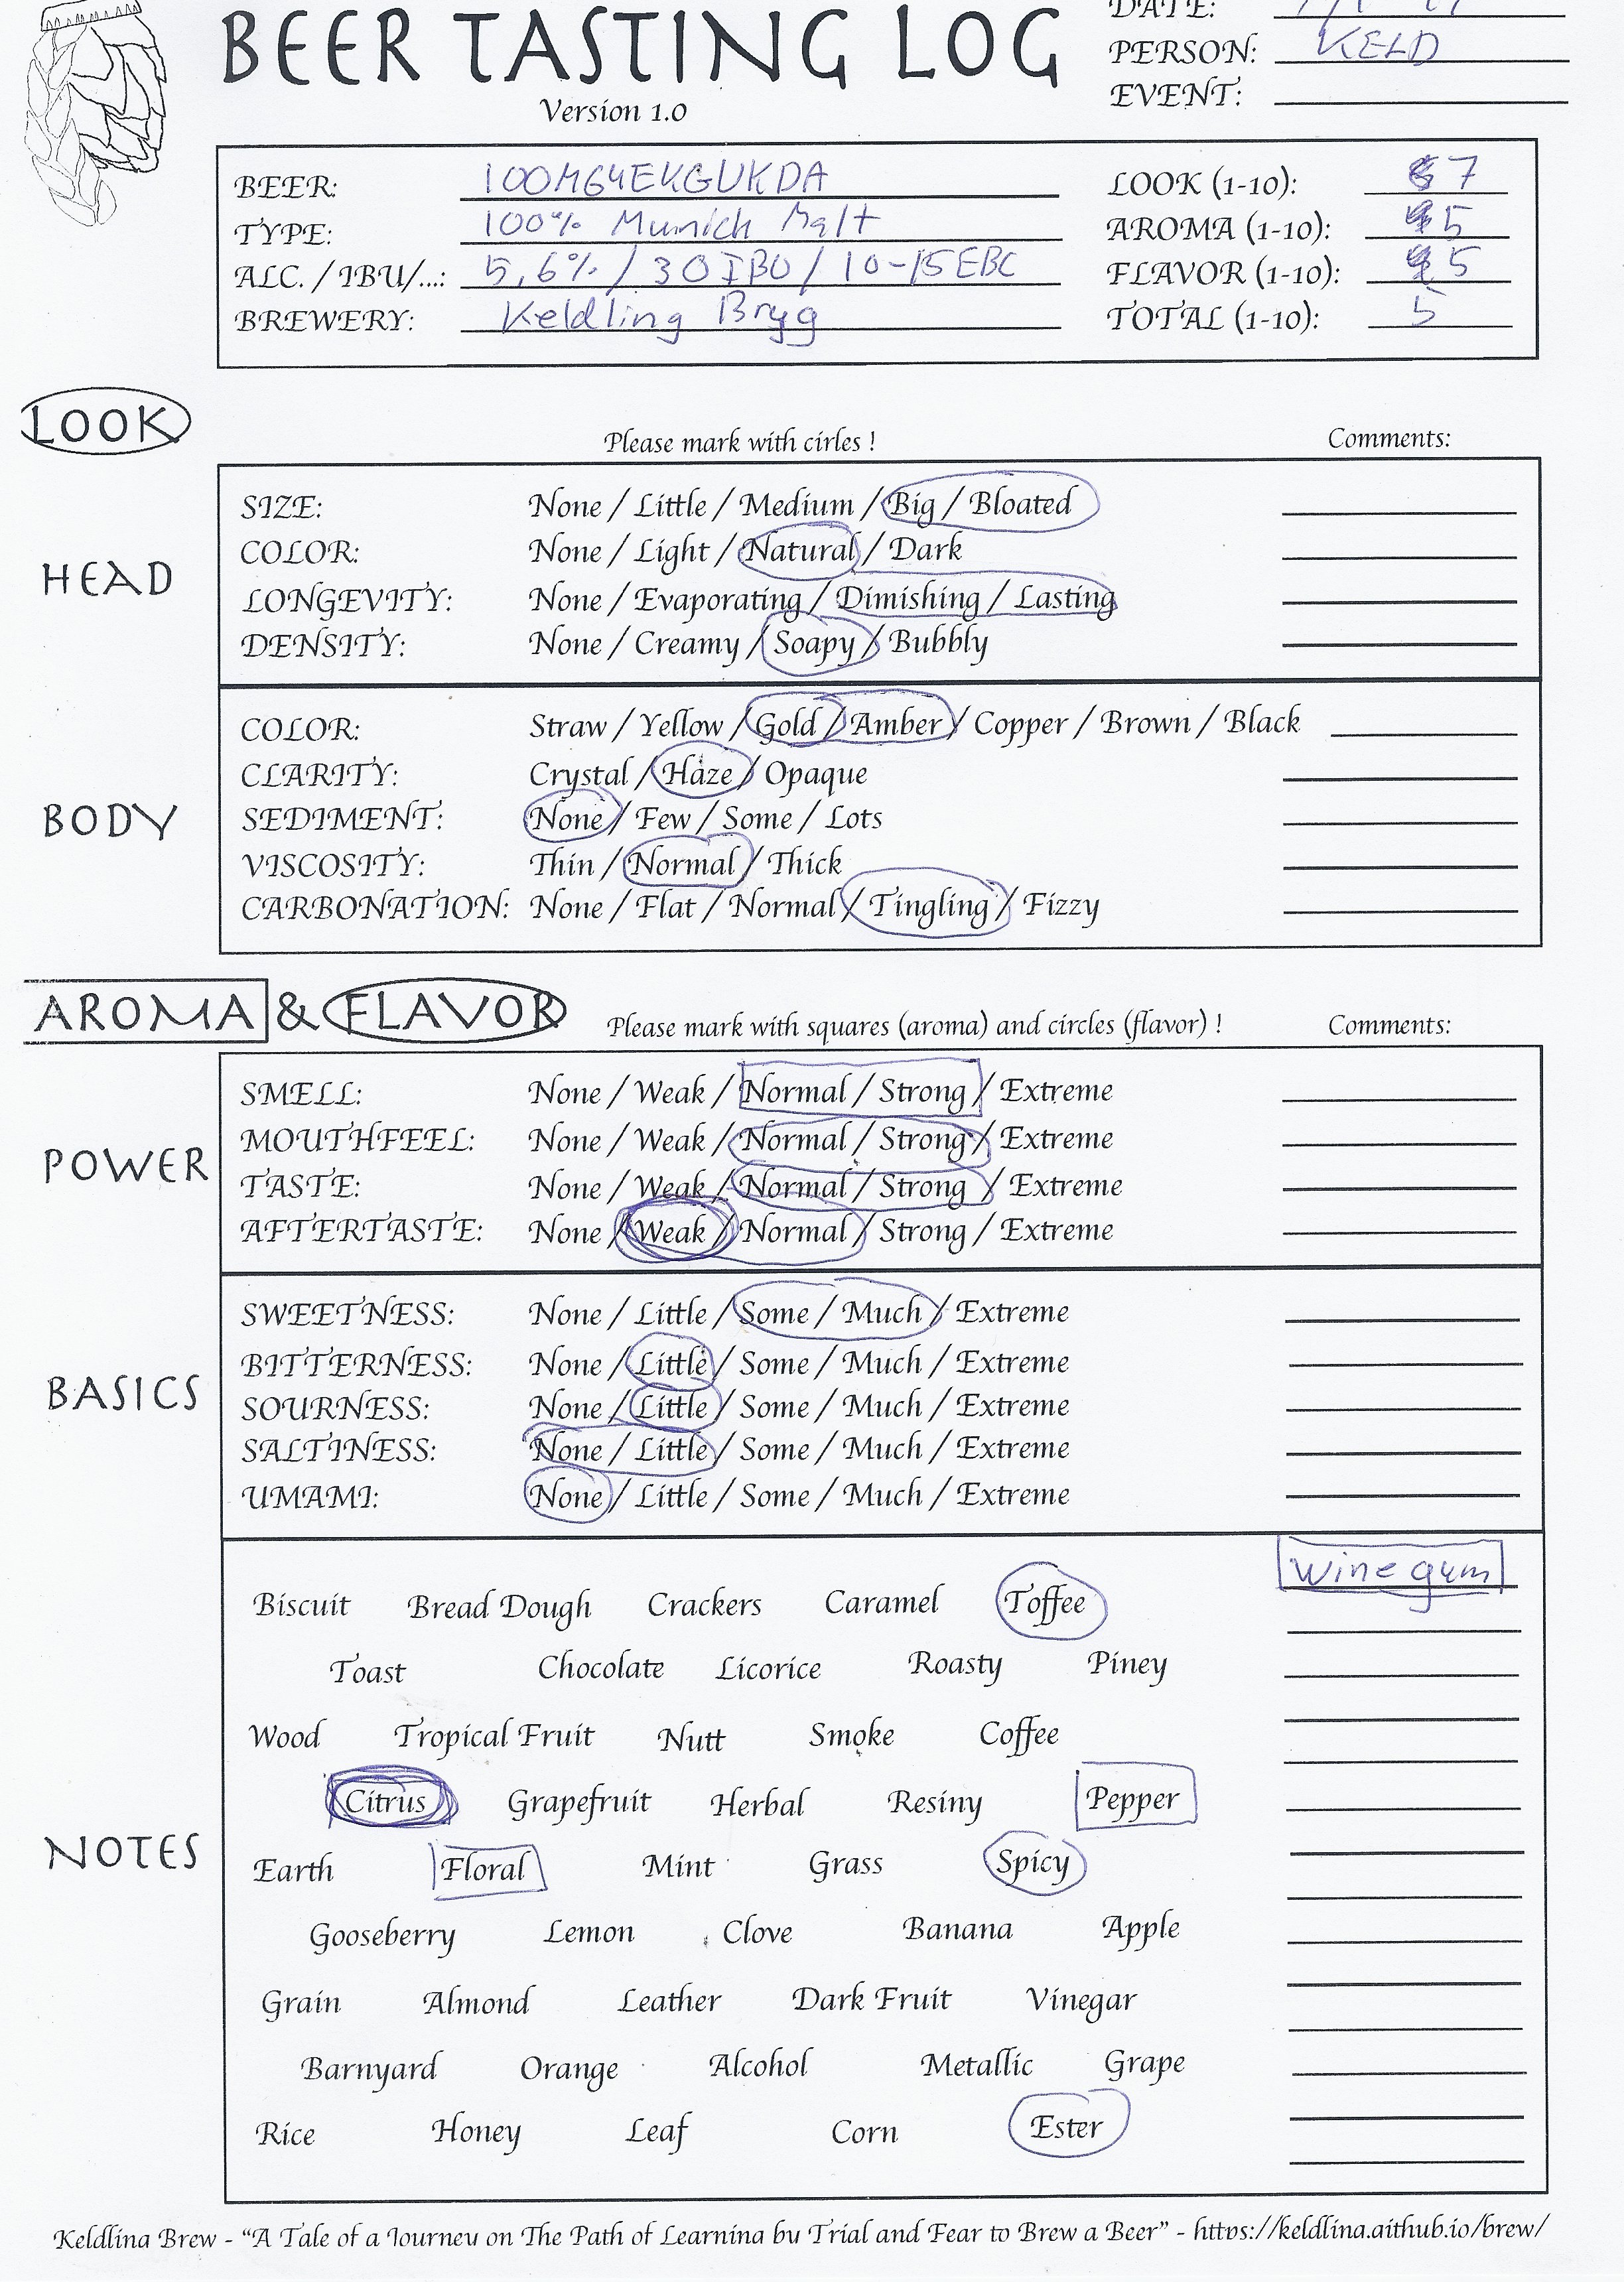 BEER TASTING LOG
Version 1.0
DATE:
PERSON: KELD
EVENT:
BEER: 100M64EKGUKDA
TYPE: 100% Munich Malt
ALC. / IBU/...: 5,6% / 30 IBU / 10-15 EBC
BREWERY: Keldling Bryg
LOOK (1-10): 7
AROMA (1-10): 5
FLAVOR (1-10): 5
TOTAL (1-10): 5
LOOK
Please mark with cirles !
Comments:
HEAD
SIZE: None / Little / Medium / Big / Bloated
COLOR: None / Light / Natural / Dark
LONGEVITY: None / Evaporating / Dimishing / Lasting
DENSITY: None / Creamy / Soapy / Bubbly
BODY
COLOR: Straw / Yellow / Gold / Amber / Copper / Brown / Black
CLARITY: Crystal / Haze / Opaque
SEDIMENT: None / Few / Some / Lots
VISCOSITY: Thin / Normal / Thick
CARBONATION: None / Flat / Normal / Tingling / Fizzy
AROMA & FLAVOR
Please mark with squares (aroma) and circles (flavor) !
Comments:
POWER
SMELL: None / Weak / Normal / Strong / Extreme
MOUTHFEEL: None / Weak / Normal / Strong / Extreme
TASTE: None / Weak / Normal / Strong / Extreme
AFTERTASTE: None / Weak / Normal / Strong / Extreme
BASICS
SWEETNESS: None / Little / Some / Much / Extreme
BITTERNESS: None / Little / Some / Much / Extreme
SOURNESS: None / Little / Some / Much / Extreme
SALTINESS: None / Little / Some / Much / Extreme
UMAMI: None / Little / Some / Much / Extreme
NOTES
wine gum
Biscuit Bread Dough Crackers Caramel Toffee
Toast Chocolate Licorice Roasty Piney
Wood Tropical Fruit Nutt Smoke Coffee
Citrus Grapefruit Herbal Resiny Pepper
Earth Floral Mint Grass Spicy
Gooseberry Lemon Clove Banana Apple
Grain Almond Leather Dark Fruit Vinegar
Barnyard Orange Alcohol Metallic Grape
Rice Honey Leaf Corn Ester
Keldling Brew - "A Tale of a Journey on The Path of Learning by Trial and Fear to Brew a Beer" - https://keldling.github.io/brew/